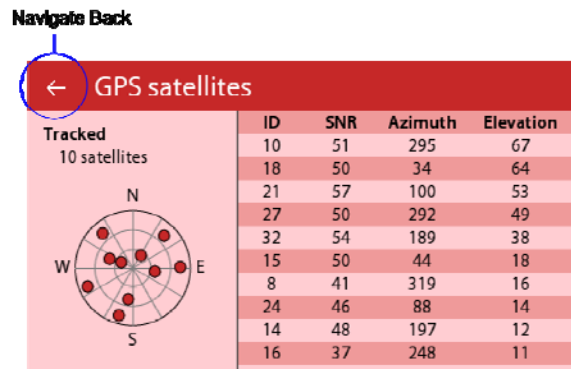 Navigate Back
← GPS satellites
Tracked
10 satellites
N
W E
S
ID SNR Azimuth Elevation
10 51 295 67
18 50 34 64
21 57 100 53
27 50 292 49
32 54 189 38
15 50 44 18
8 41 319 16
24 46 88 14
14 48 197 12
16 37 248 11